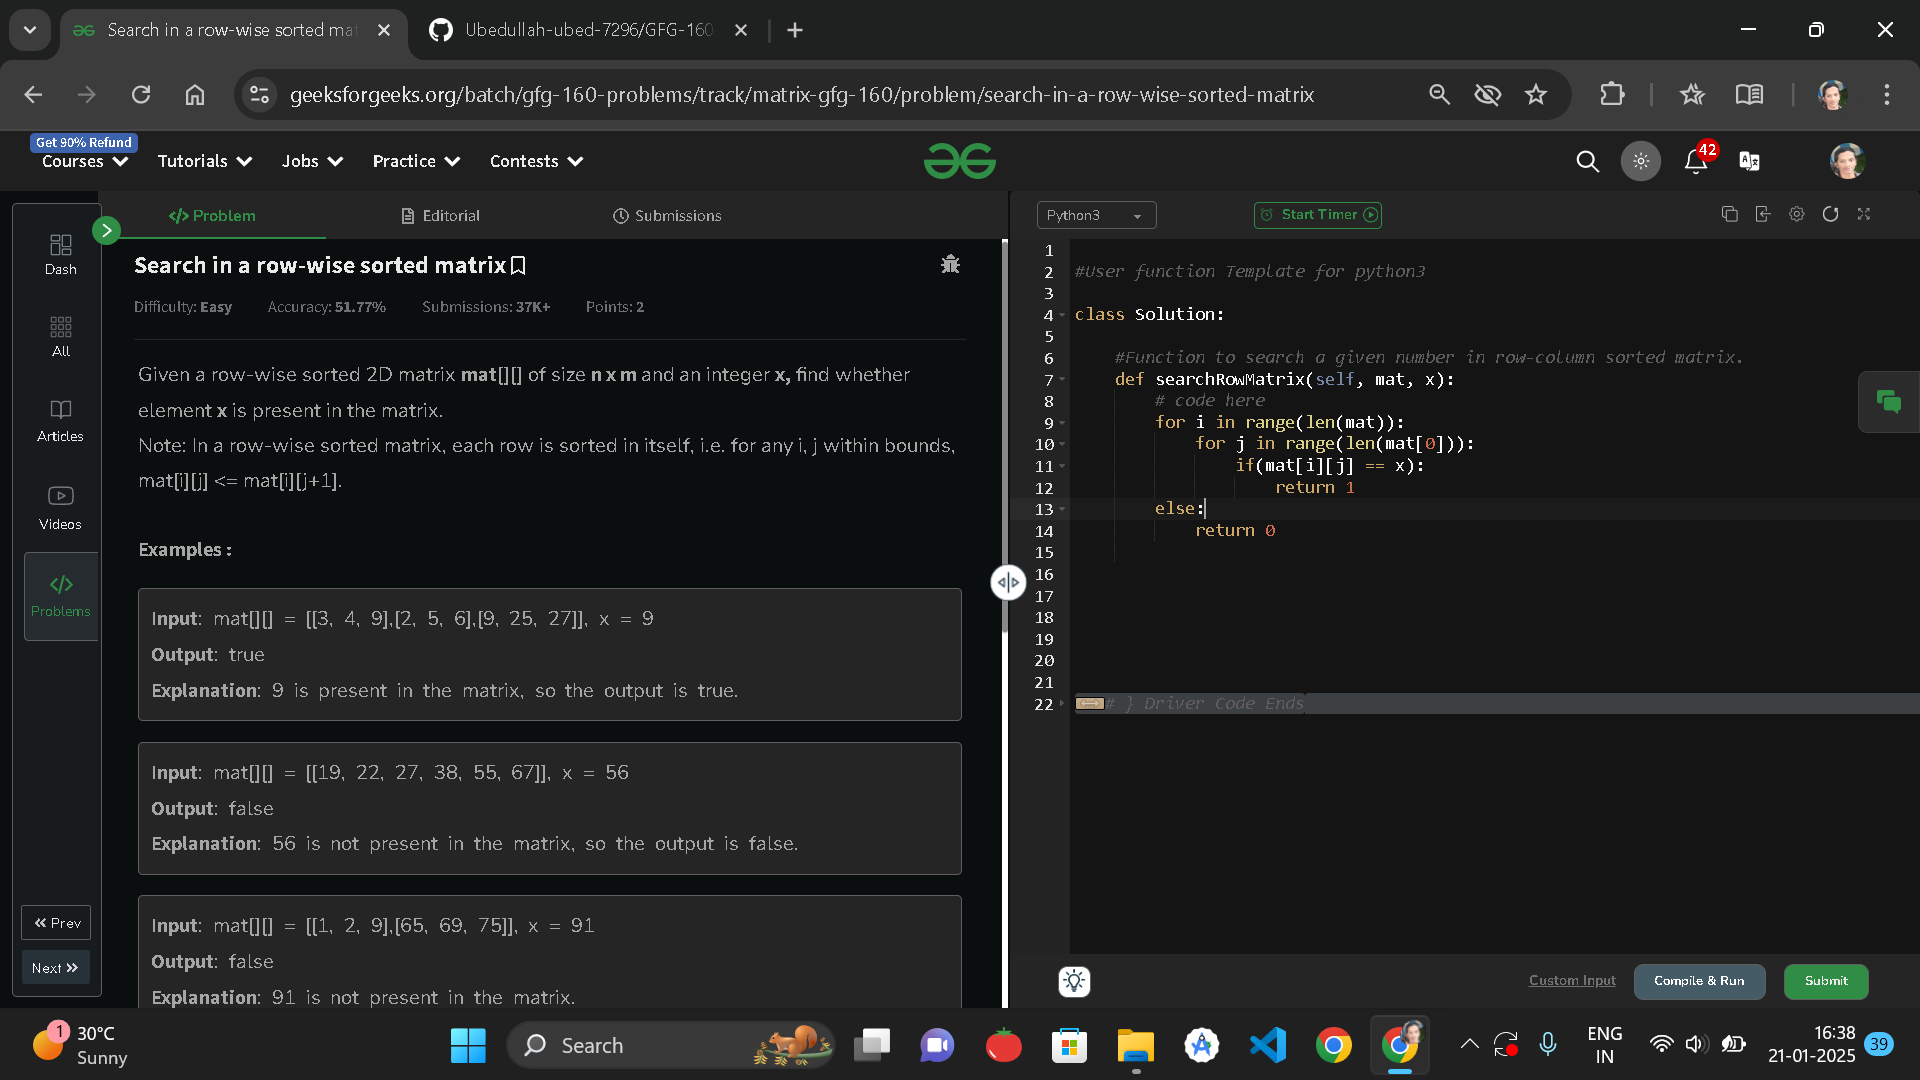 Search in a row-wise sorted mat
Ubedullah-ubed-7296/GFG-160
geeksforgeeks.org/batch/gfg-160-problems/track/matrix-gfg-160/problem/search-in-a-row-wise-sorted-matrix
Get 90% Refund
Courses
Tutorials
Jobs
Practice
Contests
42
Dash
All
Articles
Videos
Problems
Prev
Next
Problem
Editorial
Submissions
Search in a row-wise sorted matrix
Difficulty: Easy
Accuracy: 51.77%
Submissions: 37K+
Points: 2
Given a row-wise sorted 2D matrix mat[][] of size n x m and an integer x, find whether
element x is present in the matrix.
Note: In a row-wise sorted matrix, each row is sorted in itself, i.e. for any i, j within bounds,
mat[i][j] <= mat[i][j+1].
Examples :
Input: mat[][] = [[3, 4, 9],[2, 5, 6],[9, 25, 27]], x = 9
Output: true
Explanation: 9 is present in the matrix, so the output is true.
Input: mat[][] = [[19, 22, 27, 38, 55, 67]], x = 56
Output: false
Explanation: 56 is not present in the matrix, so the output is false.
Input: mat[][] = [[1, 2, 9],[65, 69, 75]], x = 91
Output: false
Explanation: 91 is not present in the matrix.
Python3
Start Timer
1
2 #User function Template for python3
3
4 class Solution:
5
6 #Function to search a given number in row-column sorted matrix.
7 def searchRowMatrix(self, mat, x):
8 # code here
9 for i in range(len(mat)):
10 for j in range(len(mat[0])):
11 if(mat[i][j] == x):
12 return 1
13 else:
14 return 0
15
16
17
18
19
20
21
22 # } Driver Code Ends
Custom Input
Compile & Run
Submit
1
30°C
Sunny
Search
ENG
IN
16:38
21-01-2025
39